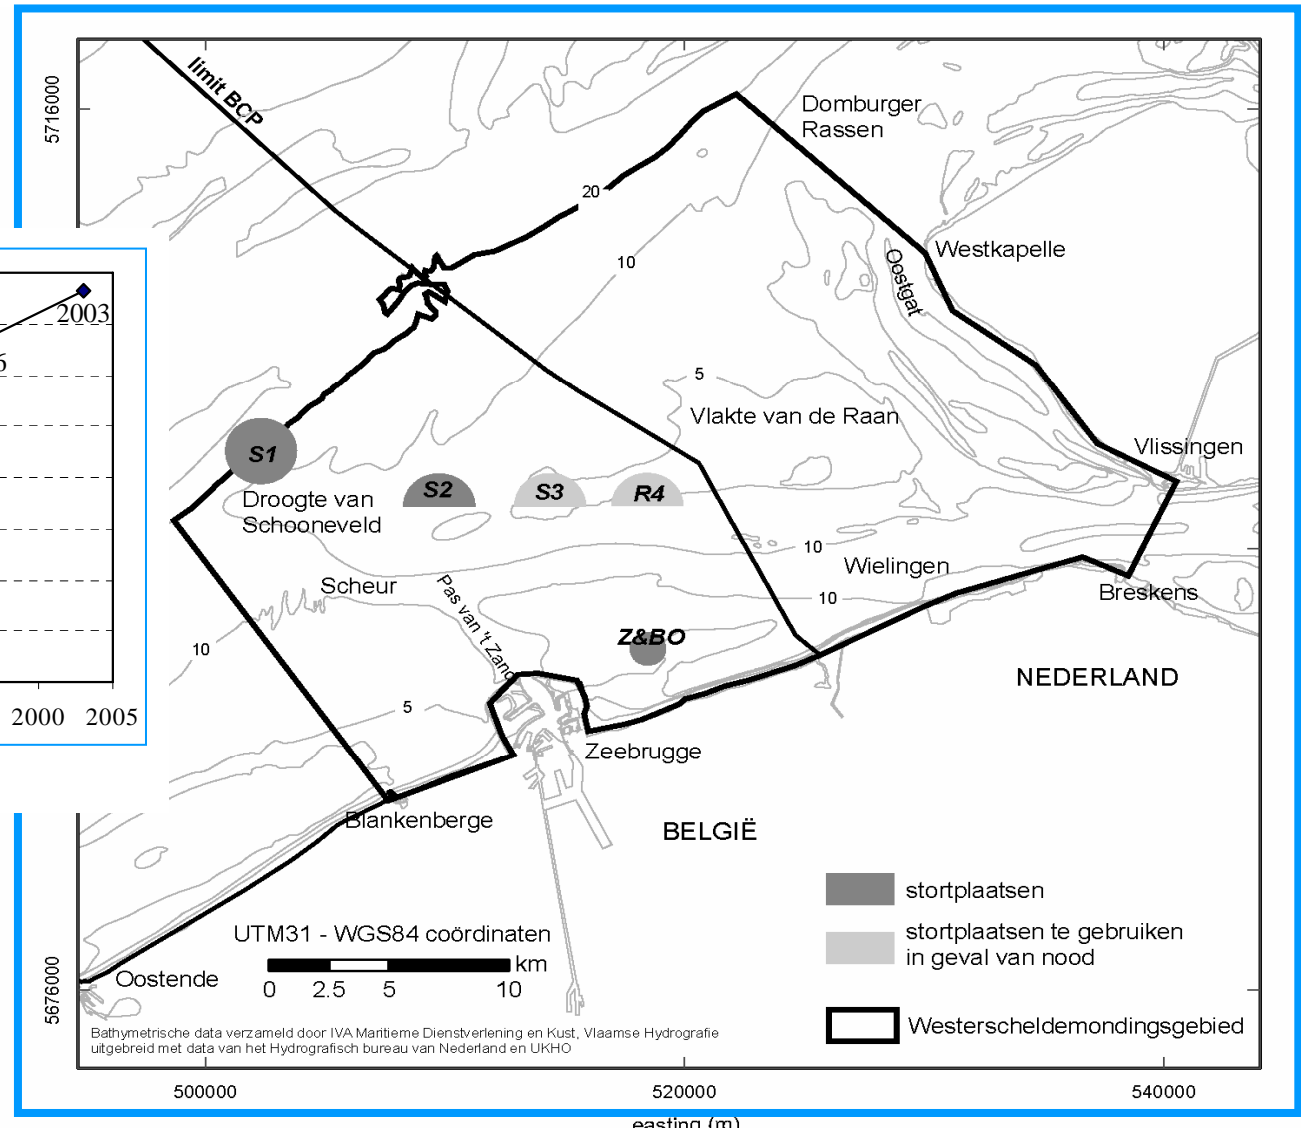 limit BCP
5716000
Domburger
Rassen
20
Westkapelle
10
Oostgat
2003
6
5
Vlakte van de Raan
Vlissingen
S1
S2
S3
R4
Droogte van
Schooneveld
10
Wielingen
Scheur
Pas van 't Zand
Breskens
10
Z&BO
10
NEDERLAND
5
2000 2005
Zeebrugge
Blankenberge
BELGIË
stortplaatsen
UTM31 - WGS84 coördinaten
stortplaatsen te gebruiken
in geval van nood
km
0 2.5 5 10
Oostende
5676000
Westerscheldemondingsgebied
Bathymetrische data verzameld door IVA Maritieme Dienstverlening en Kust, Vlaamse Hydrografie
uitgebreid met data van het Hydrografisch bureau van Nederland en UKHO
500000 520000 540000
easting (m)